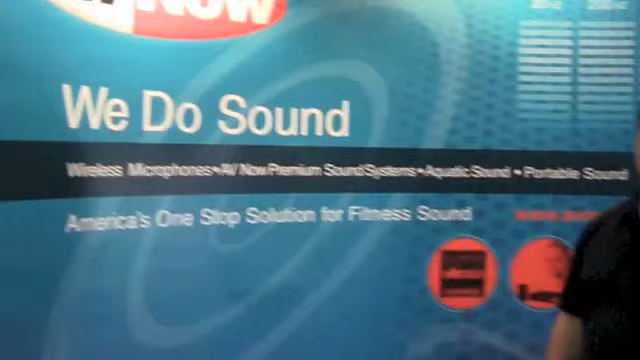 NOW
We Do Sound
Wireless Microphones • AV Now Premium Sound Systems • Aquatic Sound • Portable Sound
America's One Stop Solution for Fitness Sound